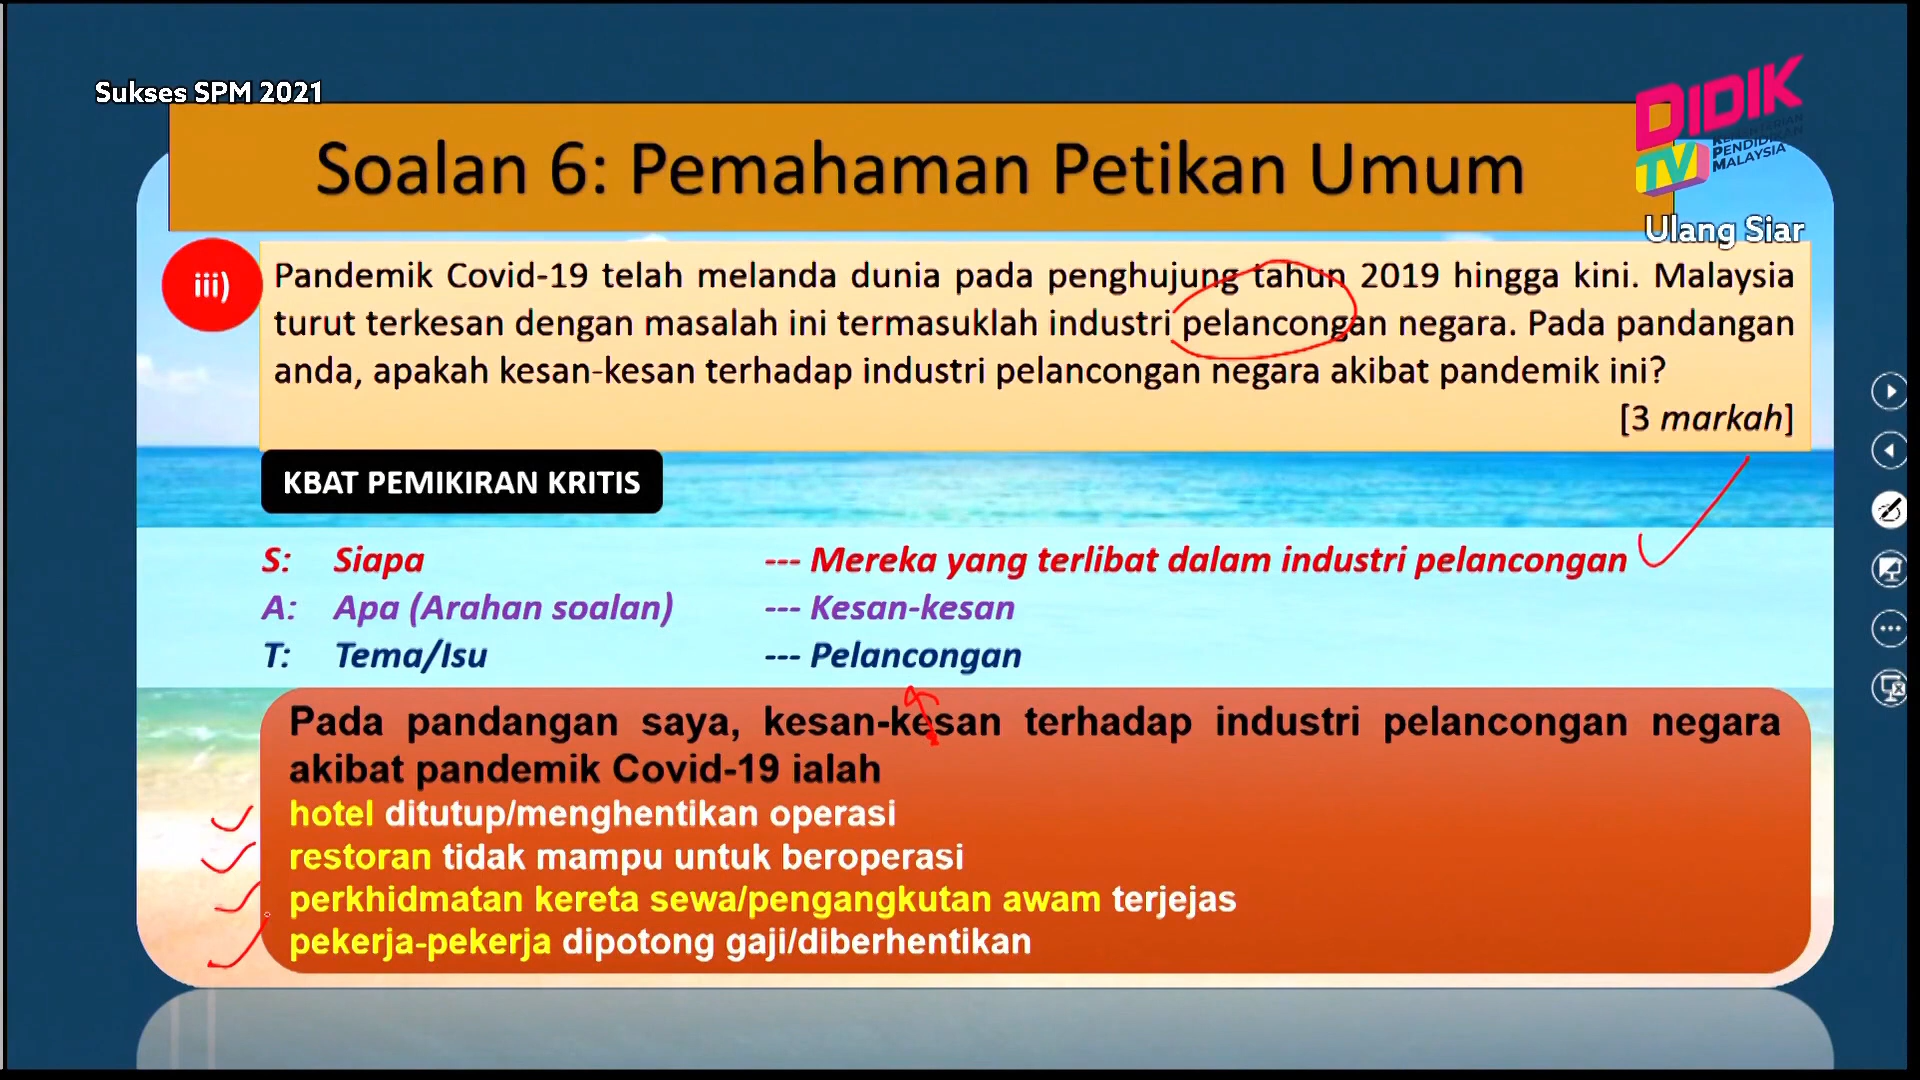 Sukses SPM 2021
DIDIK
TV
KEMENTERIAN
PENDIDIKAN
MALAYSIA
Ulang Siar
Soalan 6: Pemahaman Petikan Umum
iii)
Pandemik Covid-19 telah melanda dunia pada penghujung tahun 2019 hingga kini. Malaysia
turut terkesan dengan masalah ini termasuklah industri pelancongan negara. Pada pandangan
anda, apakah kesan-kesan terhadap industri pelancongan negara akibat pandemik ini?
[3 markah]
KBAT PEMIKIRAN KRITIS
S: Siapa --- Mereka yang terlibat dalam industri pelancongan
A: Apa (Arahan soalan) --- Kesan-kesan
T: Tema/Isu --- Pelancongan
Pada pandangan saya, kesan-kesan terhadap industri pelancongan negara
akibat pandemik Covid-19 ialah
hotel ditutup/menghentikan operasi
restoran tidak mampu untuk beroperasi
perkhidmatan kereta sewa/pengangkutan awam terjejas
pekerja-pekerja dipotong gaji/diberhentikan